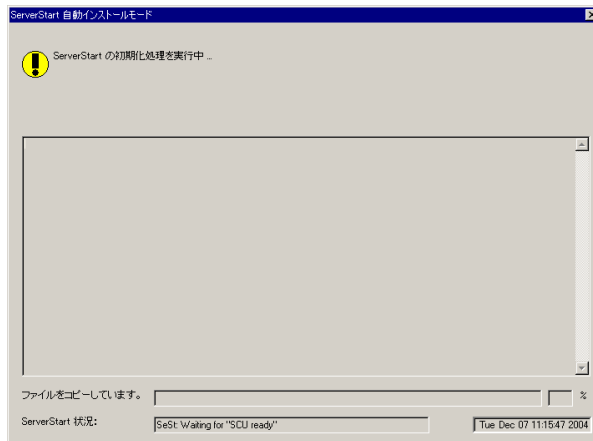 ServerStart 自動インストールモード
ServerStart の初期化処理を実行中 ...
ファイルをコピーしています。 %
ServerStart 状況: SeSt: Waiting for "SCU ready" Tue Dec 07 11:15:47 2004